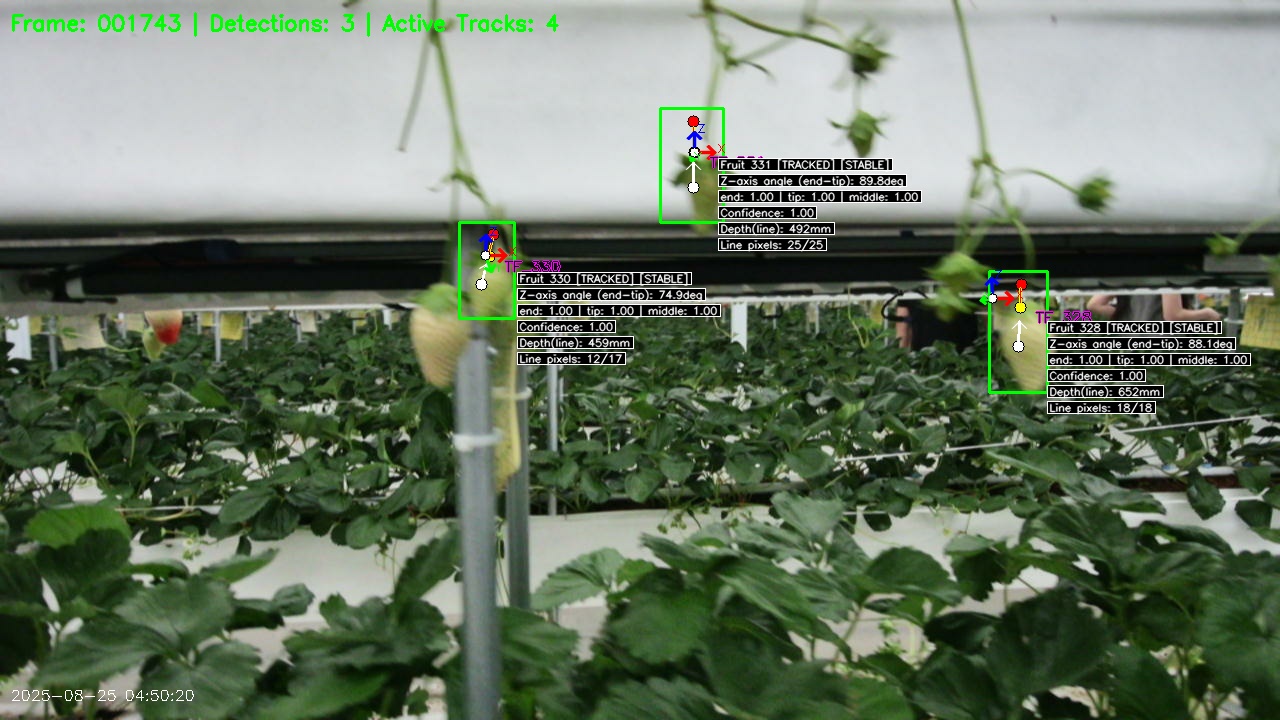 Frame: 001743 | Detections: 3 | Active Tracks: 4
Z
X
Fruit 331 [TRACKED] [STABLE]
Z-axis angle (end-tip): 89.8deg
end: 1.00 | tip: 1.00 | middle: 1.00
Confidence: 1.00
Depth(line): 492mm
Line pixels: 25/25
TF_330
Fruit 330 [TRACKED] [STABLE]
Z-axis angle (end-tip): 74.9deg
end: 1.00 | tip: 1.00 | middle: 1.00
Confidence: 1.00
Depth(line): 459mm
Line pixels: 12/17
TF_328
Fruit 328 [TRACKED] [STABLE]
Z-axis angle (end-tip): 88.1deg
end: 1.00 | tip: 1.00 | middle: 1.00
Confidence: 1.00
Depth(line): 652mm
Line pixels: 18/18
2025-08-25 04:50:20